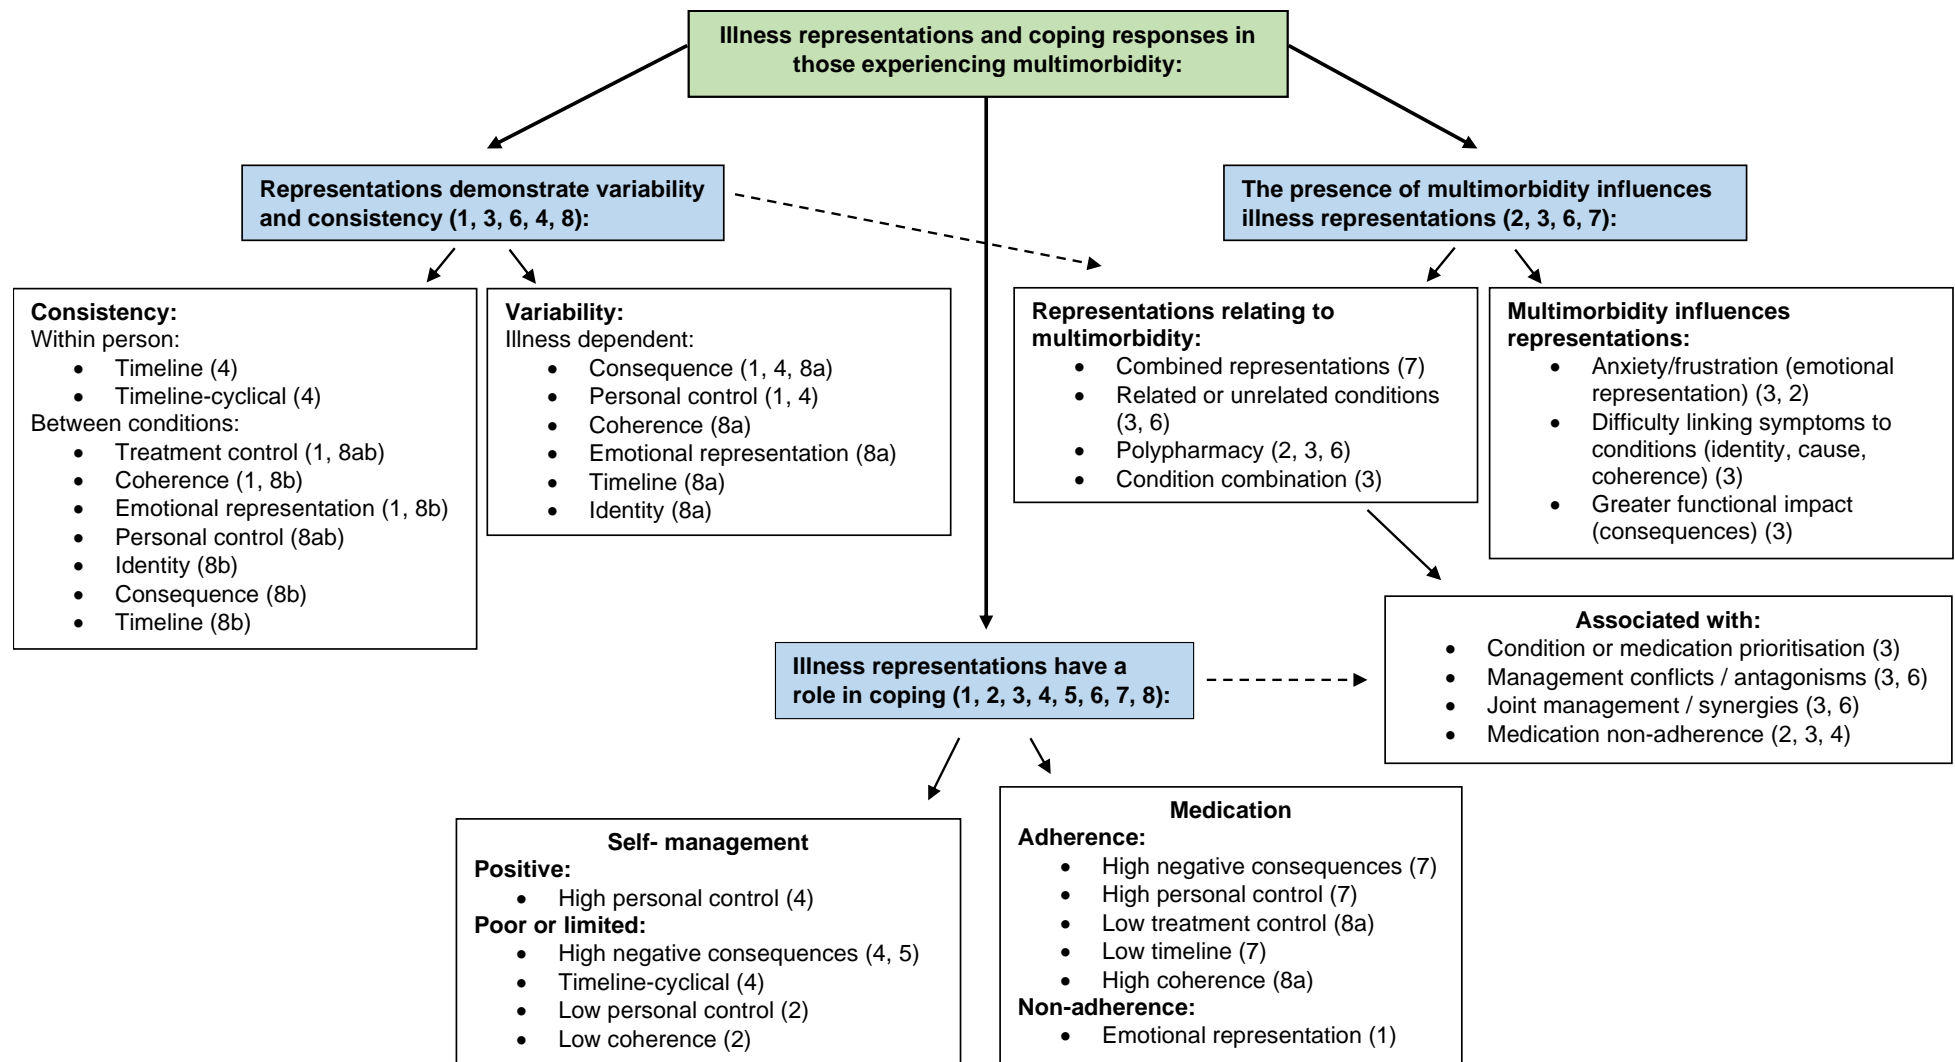 Illness representations and coping responses in
those experiencing multimorbidity:
Representations demonstrate variability
and consistency (1, 3, 6, 4, 8):
The presence of multimorbidity influences
illness representations (2, 3, 6, 7):
Consistency:
Within person:
• Timeline (4)
• Timeline-cyclical (4)
Between conditions:
• Treatment control (1, 8ab)
• Coherence (1, 8b)
• Emotional representation (1, 8b)
• Personal control (8ab)
• Identity (8b)
• Consequence (8b)
• Timeline (8b)
Variability:
Illness dependent:
• Consequence (1, 4, 8a)
• Personal control (1, 4)
• Coherence (8a)
• Emotional representation (8a)
• Timeline (8a)
• Identity (8a)
Representations relating to
multimorbidity:
• Combined representations (7)
• Related or unrelated conditions
(3, 6)
• Polypharmacy (2, 3, 6)
• Condition combination (3)
Multimorbidity influences
representations:
• Anxiety/frustration (emotional
representation) (3, 2)
• Difficulty linking symptoms to
conditions (identity, cause,
coherence) (3)
• Greater functional impact
(consequences) (3)
Illness representations have a
role in coping (1, 2, 3, 4, 5, 6, 7, 8):
Associated with:
• Condition or medication prioritisation (3)
• Management conflicts / antagonisms (3, 6)
• Joint management / synergies (3, 6)
• Medication non-adherence (2, 3, 4)
Self- management
Positive:
• High personal control (4)
Poor or limited:
• High negative consequences (4, 5)
• Timeline-cyclical (4)
• Low personal control (2)
• Low coherence (2)
Medication
Adherence:
• High negative consequences (7)
• High personal control (7)
• Low treatment control (8a)
• Low timeline (7)
• High coherence (8a)
Non-adherence:
• Emotional representation (1)